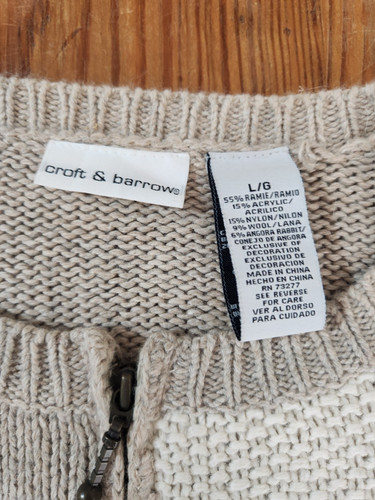 croft & barrow®
L/G
55% RAMIE/RAMIO
15% ACRYLIC/
ACRILICO
15% NYLON/NILON
9% WOOL/LANA
6% ANGORA RABBIT/
CONEJO DE ANGORA
EXCLUSIVE OF
DECORATION
EXCLUSIVO DE
DECORACION
MADE IN CHINA
HECHO EN CHINA
RN 73277
SEE REVERSE
FOR CARE
VER AL DORSO
PARA CUIDADO